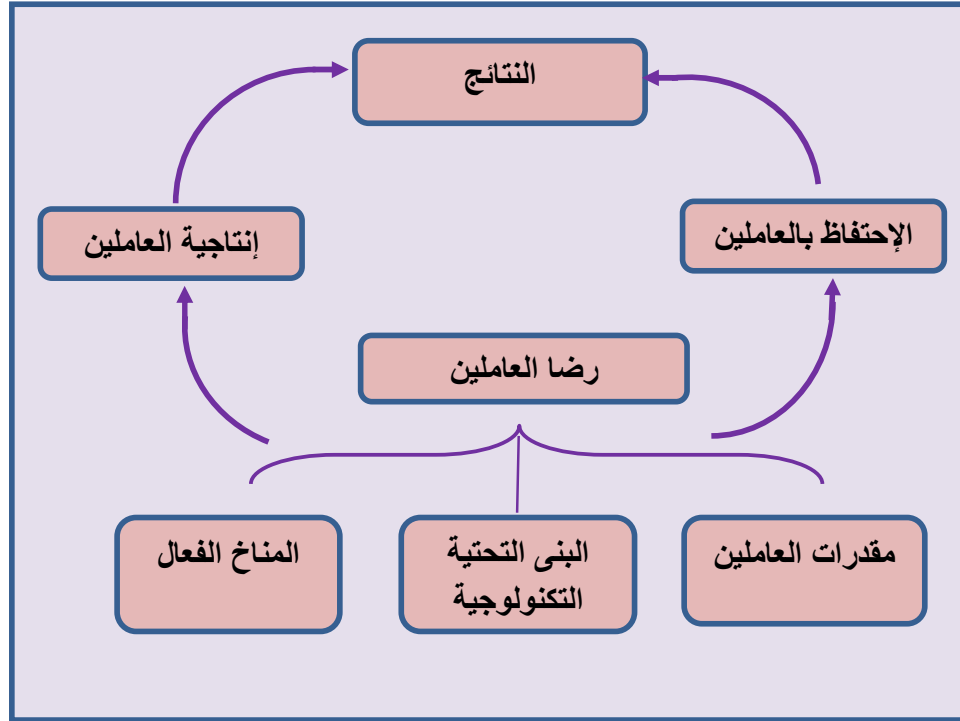 النتائج
الإحتفاظ بالعاملين
إنتاجية العاملين
رضا العاملين
مقدرات العاملين
البنى التحتية
التكنولوجية
المناخ الفعال